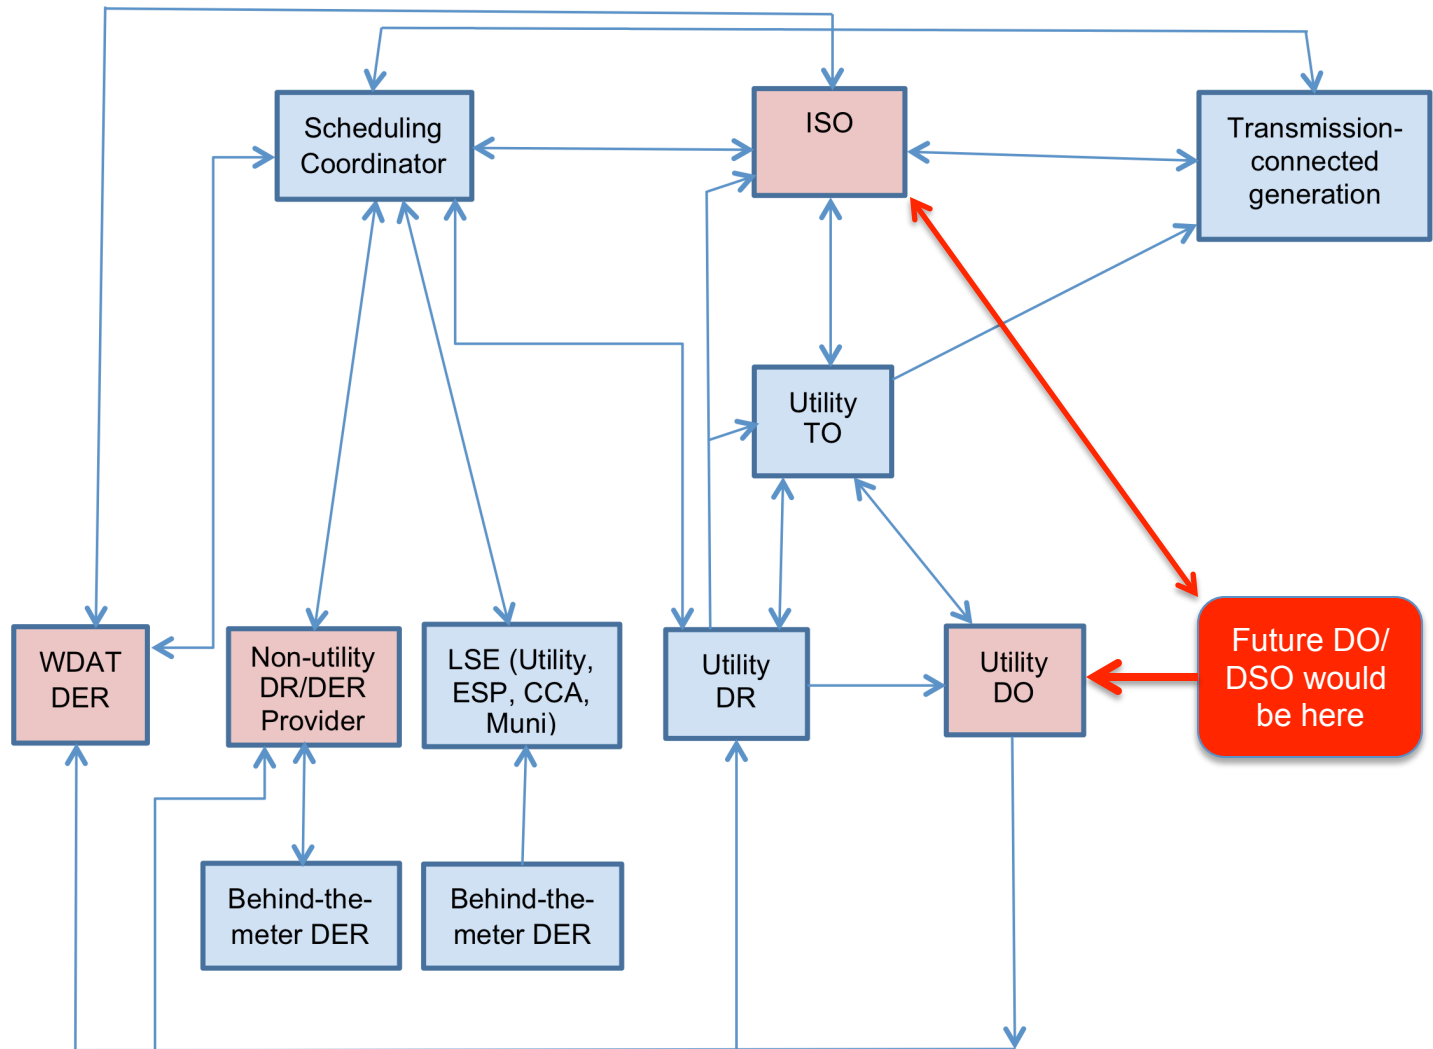 Scheduling
Coordinator
ISO
Transmission-
connected
generation
Utility
TO
WDAT
DER
Non-utility
DR/DER
Provider
LSE (Utility,
ESP, CCA,
Muni)
Utility
DR
Utility
DO
Future DO/
DSO would
be here
Behind-the-
meter DER
Behind-the-
meter DER